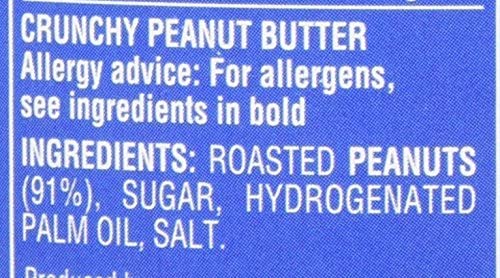 CRUNCHY PEANUT BUTTER
Allergy advice: For allergens,
see ingredients in bold
INGREDIENTS: ROASTED PEANUTS
(91%), SUGAR, HYDROGENATED
PALM OIL, SALT.